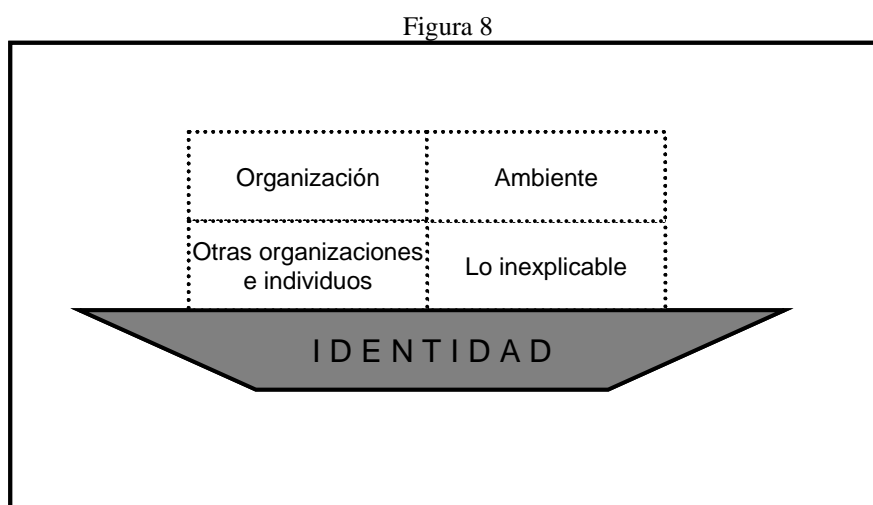 Figura 8
Organización
Ambiente
Otras organizaciones
e individuos
Lo inexplicable
I D E N T I D A D